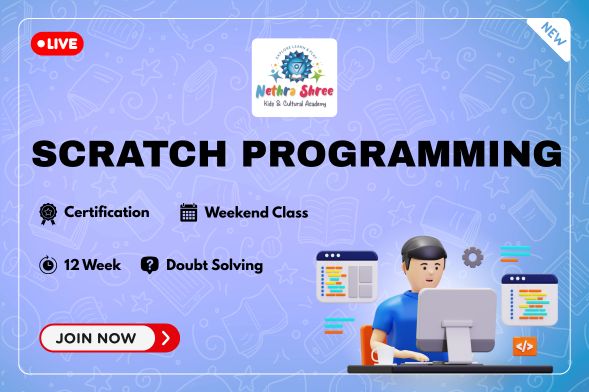 LIVE
NEW
Nethra Shree
Kids & Cultural Academy
SCRATCH PROGRAMMING
Certification
Weekend Class
12 Week
Doubt Solving
JOIN NOW
</>